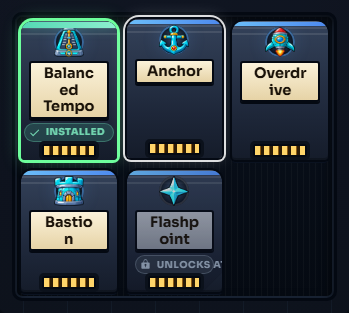 Balanc
ed
Tempo
INSTALLED
Anchor
Overdr
ive
Bastio
n
Flashp
oint
UNLOCKS